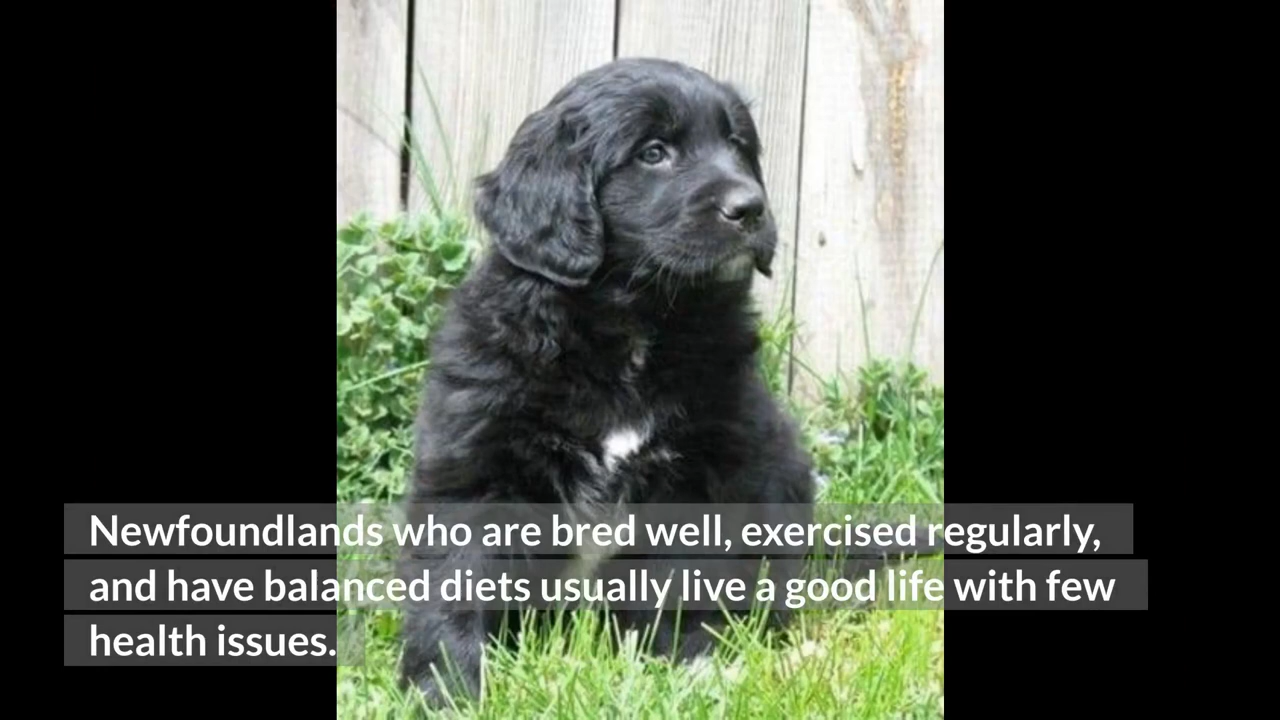 Newfoundlands who are bred well, exercised regularly,
and have balanced diets usually live a good life with few
health issues.